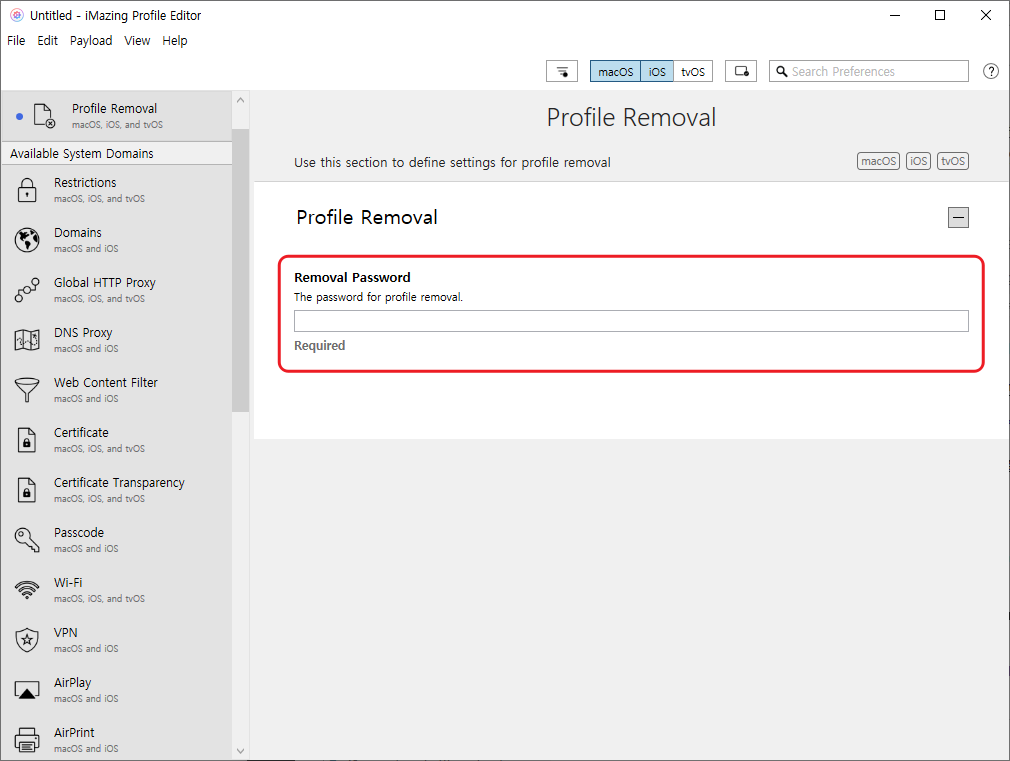 Untitled - iMazing Profile Editor
File Edit Payload View Help
macOS iOS tvOS
Search Preferences
?
Profile Removal
macOS, iOS, and tvOS
Available System Domains
Restrictions
macOS, iOS, and tvOS
Domains
macOS and iOS
Global HTTP Proxy
macOS, iOS, and tvOS
DNS Proxy
macOS and iOS
Web Content Filter
macOS and iOS
Certificate
macOS, iOS, and tvOS
Certificate Transparency
macOS, iOS, and tvOS
Passcode
macOS and iOS
Wi-Fi
macOS, iOS, and tvOS
VPN
macOS and iOS
AirPlay
macOS and iOS
AirPrint
macOS and iOS
Profile Removal
Use this section to define settings for profile removal
macOS iOS tvOS
Profile Removal
Removal Password
The password for profile removal.
Required